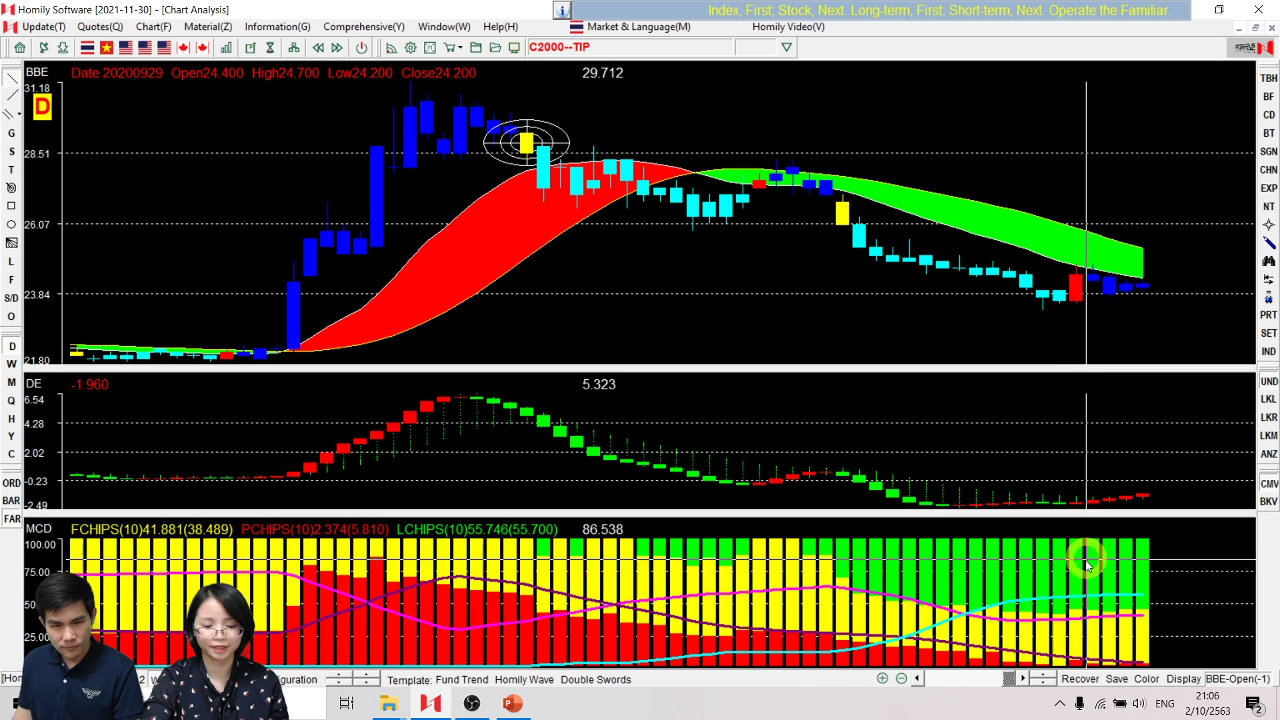 Homily Software [2021-11-30] - [Chart Analysis]
Index, First; Stock, Next. Long-term, First; Short-term, Next. Operate the Familiar.
Update(T) Quotes(Q) Chart(F) Material(Z) Information(G) Comprehensive(Y) Window(W) Help(H) Market & Language(M) Homily Video(V)
C2000--TIP
BBE Date 20200929 Open24.400 High24.700 Low24.200 Close24.200 29.712
31.18
D
28.51
26.07
23.84
21.80
DE -1.960 5.323
6.54
4.28
2.02
-0.23
-2.49
MCD FCHIPS(10)41.881(38.489) PCHIPS(10)2.374(5.810) LCHIPS(10)55.746(55.700) 86.538
100.00
75.00
25.00
G
S
T
L
F
S/D
O
D
W
M
Q
H
Y
C
ORD
BAR
FAR
TBH
BF
CD
BT
SGN
CHN
EXP
NT
PRT
SET
IND
UND
LKL
LKR
LKM
ANZ
CMV
BKV
Template: Fund Trend Homily Wave Double Swords
Recover Save Color Display BBE-Open(-1)
ENG
21:06
2/10/2563
2